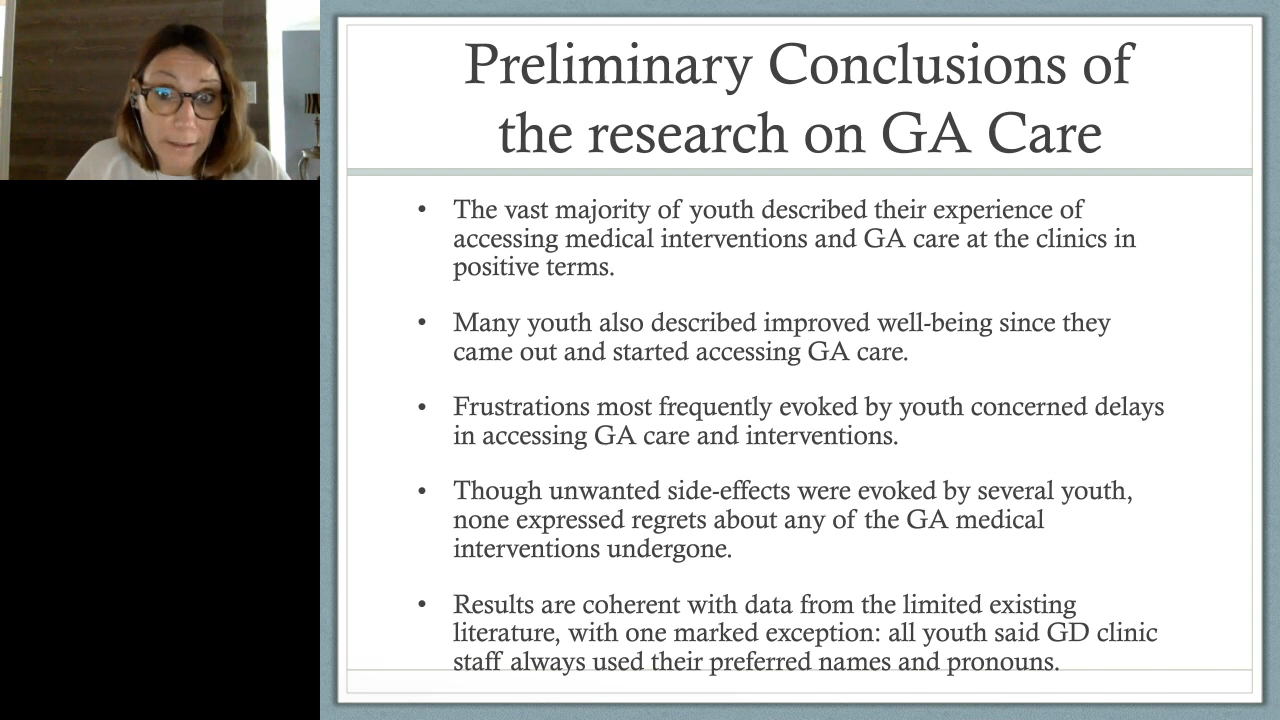 Preliminary Conclusions of
the research on GA Care
• The vast majority of youth described their experience of
accessing medical interventions and GA care at the clinics in
positive terms.
• Many youth also described improved well-being since they
came out and started accessing GA care.
• Frustrations most frequently evoked by youth concerned delays
in accessing GA care and interventions.
• Though unwanted side-effects were evoked by several youth,
none expressed regrets about any of the GA medical
interventions undergone.
• Results are coherent with data from the limited existing
literature, with one marked exception: all youth said GD clinic
staff always used their preferred names and pronouns.